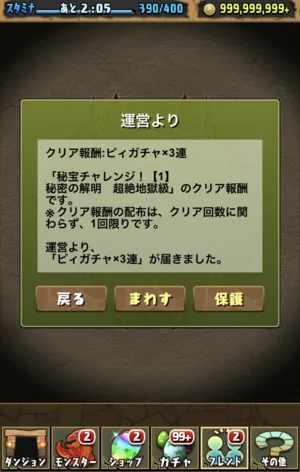 スタミナ あと2:05 390/400 999,999,999+
運営より
クリア報酬:ピィガチャ×3連
「秘宝チャレンジ!【1】
秘密の解明 超絶地獄級」のクリア報酬
です。
※クリア報酬の配布は、クリア回数に関
わらず、1回限りです。
運営より、
「ピィガチャ×3連」が届きました。
戻る まわす 保護
2 2 99+ 2
ダンジョン モンスター ショップ ガチャ フレンド その他